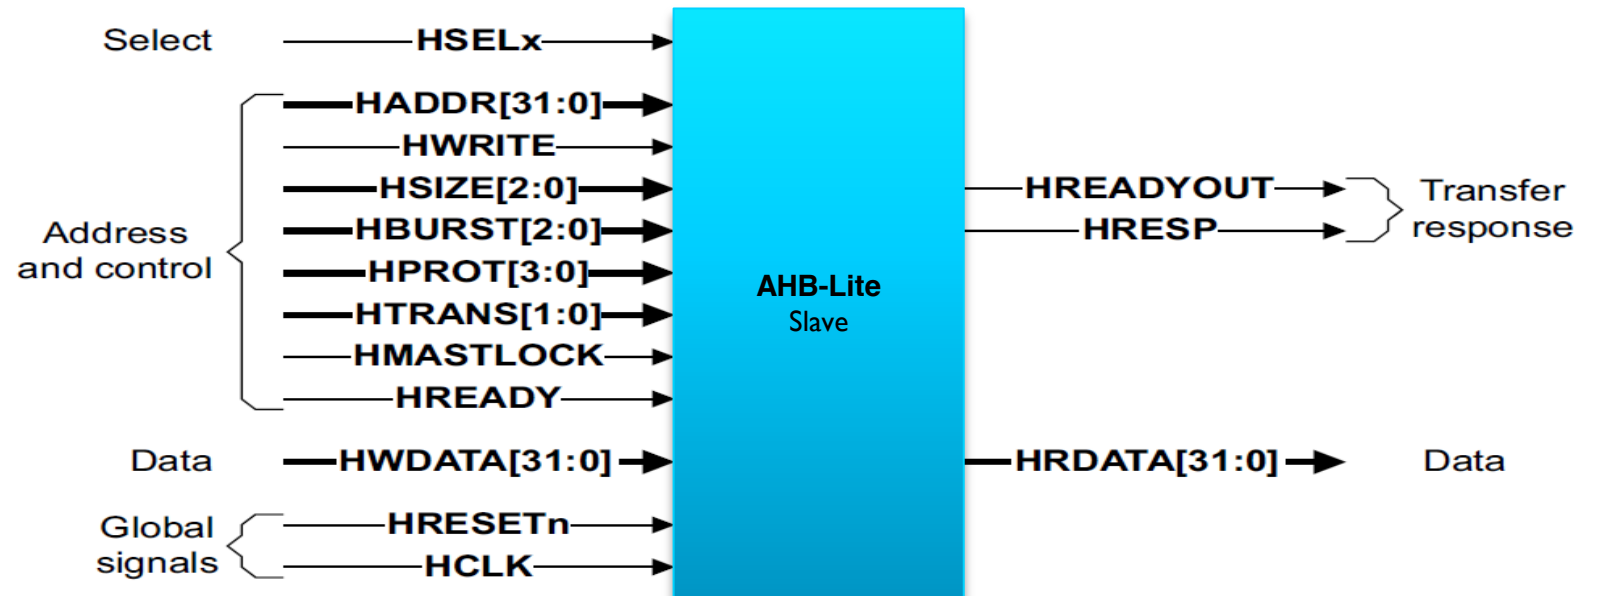 Select
HSELx
Address
and control
HADDR[31:0]
HWRITE
HSIZE[2:0]
HBURST[2:0]
HPROT[3:0]
HTRANS[1:0]
HMASTLOCK
HREADY
Data
HWDATA[31:0]
Global
signals
HRESETn
HCLK
AHB-Lite
Slave
HREADYOUT
HRESP
Transfer
response
HRDATA[31:0]
Data